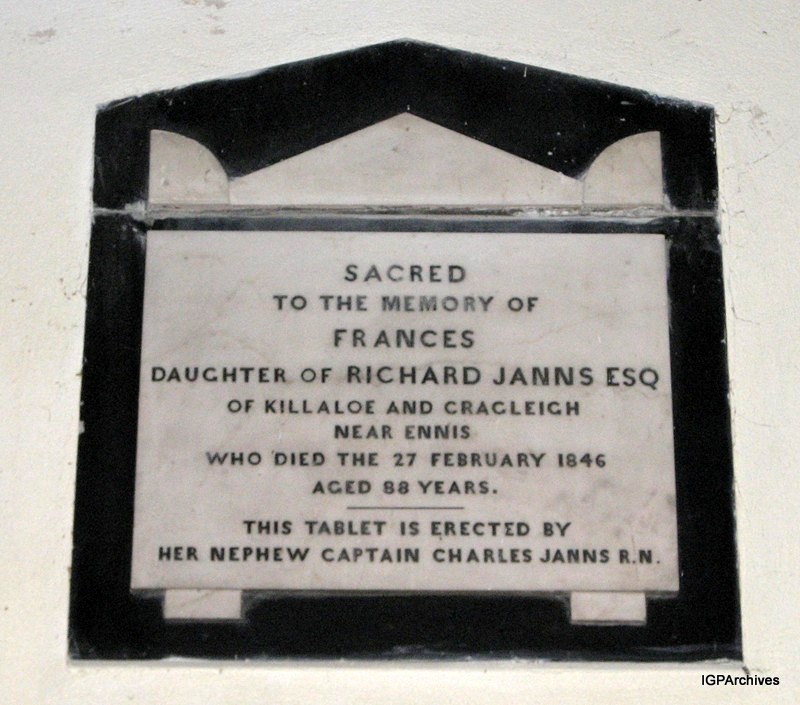 SACRED
TO THE MEMORY OF
FRANCES
DAUGHTER OF RICHARD JANNS ESQ
OF KILLALOE AND CRAGLEIGH
NEAR ENNIS
WHO DIED THE 27 FEBRUARY 1846
AGED 88 YEARS.
THIS TABLET IS ERECTED BY
HER NEPHEW CAPTAIN CHARLES JANNS R.N.
IGPArchives